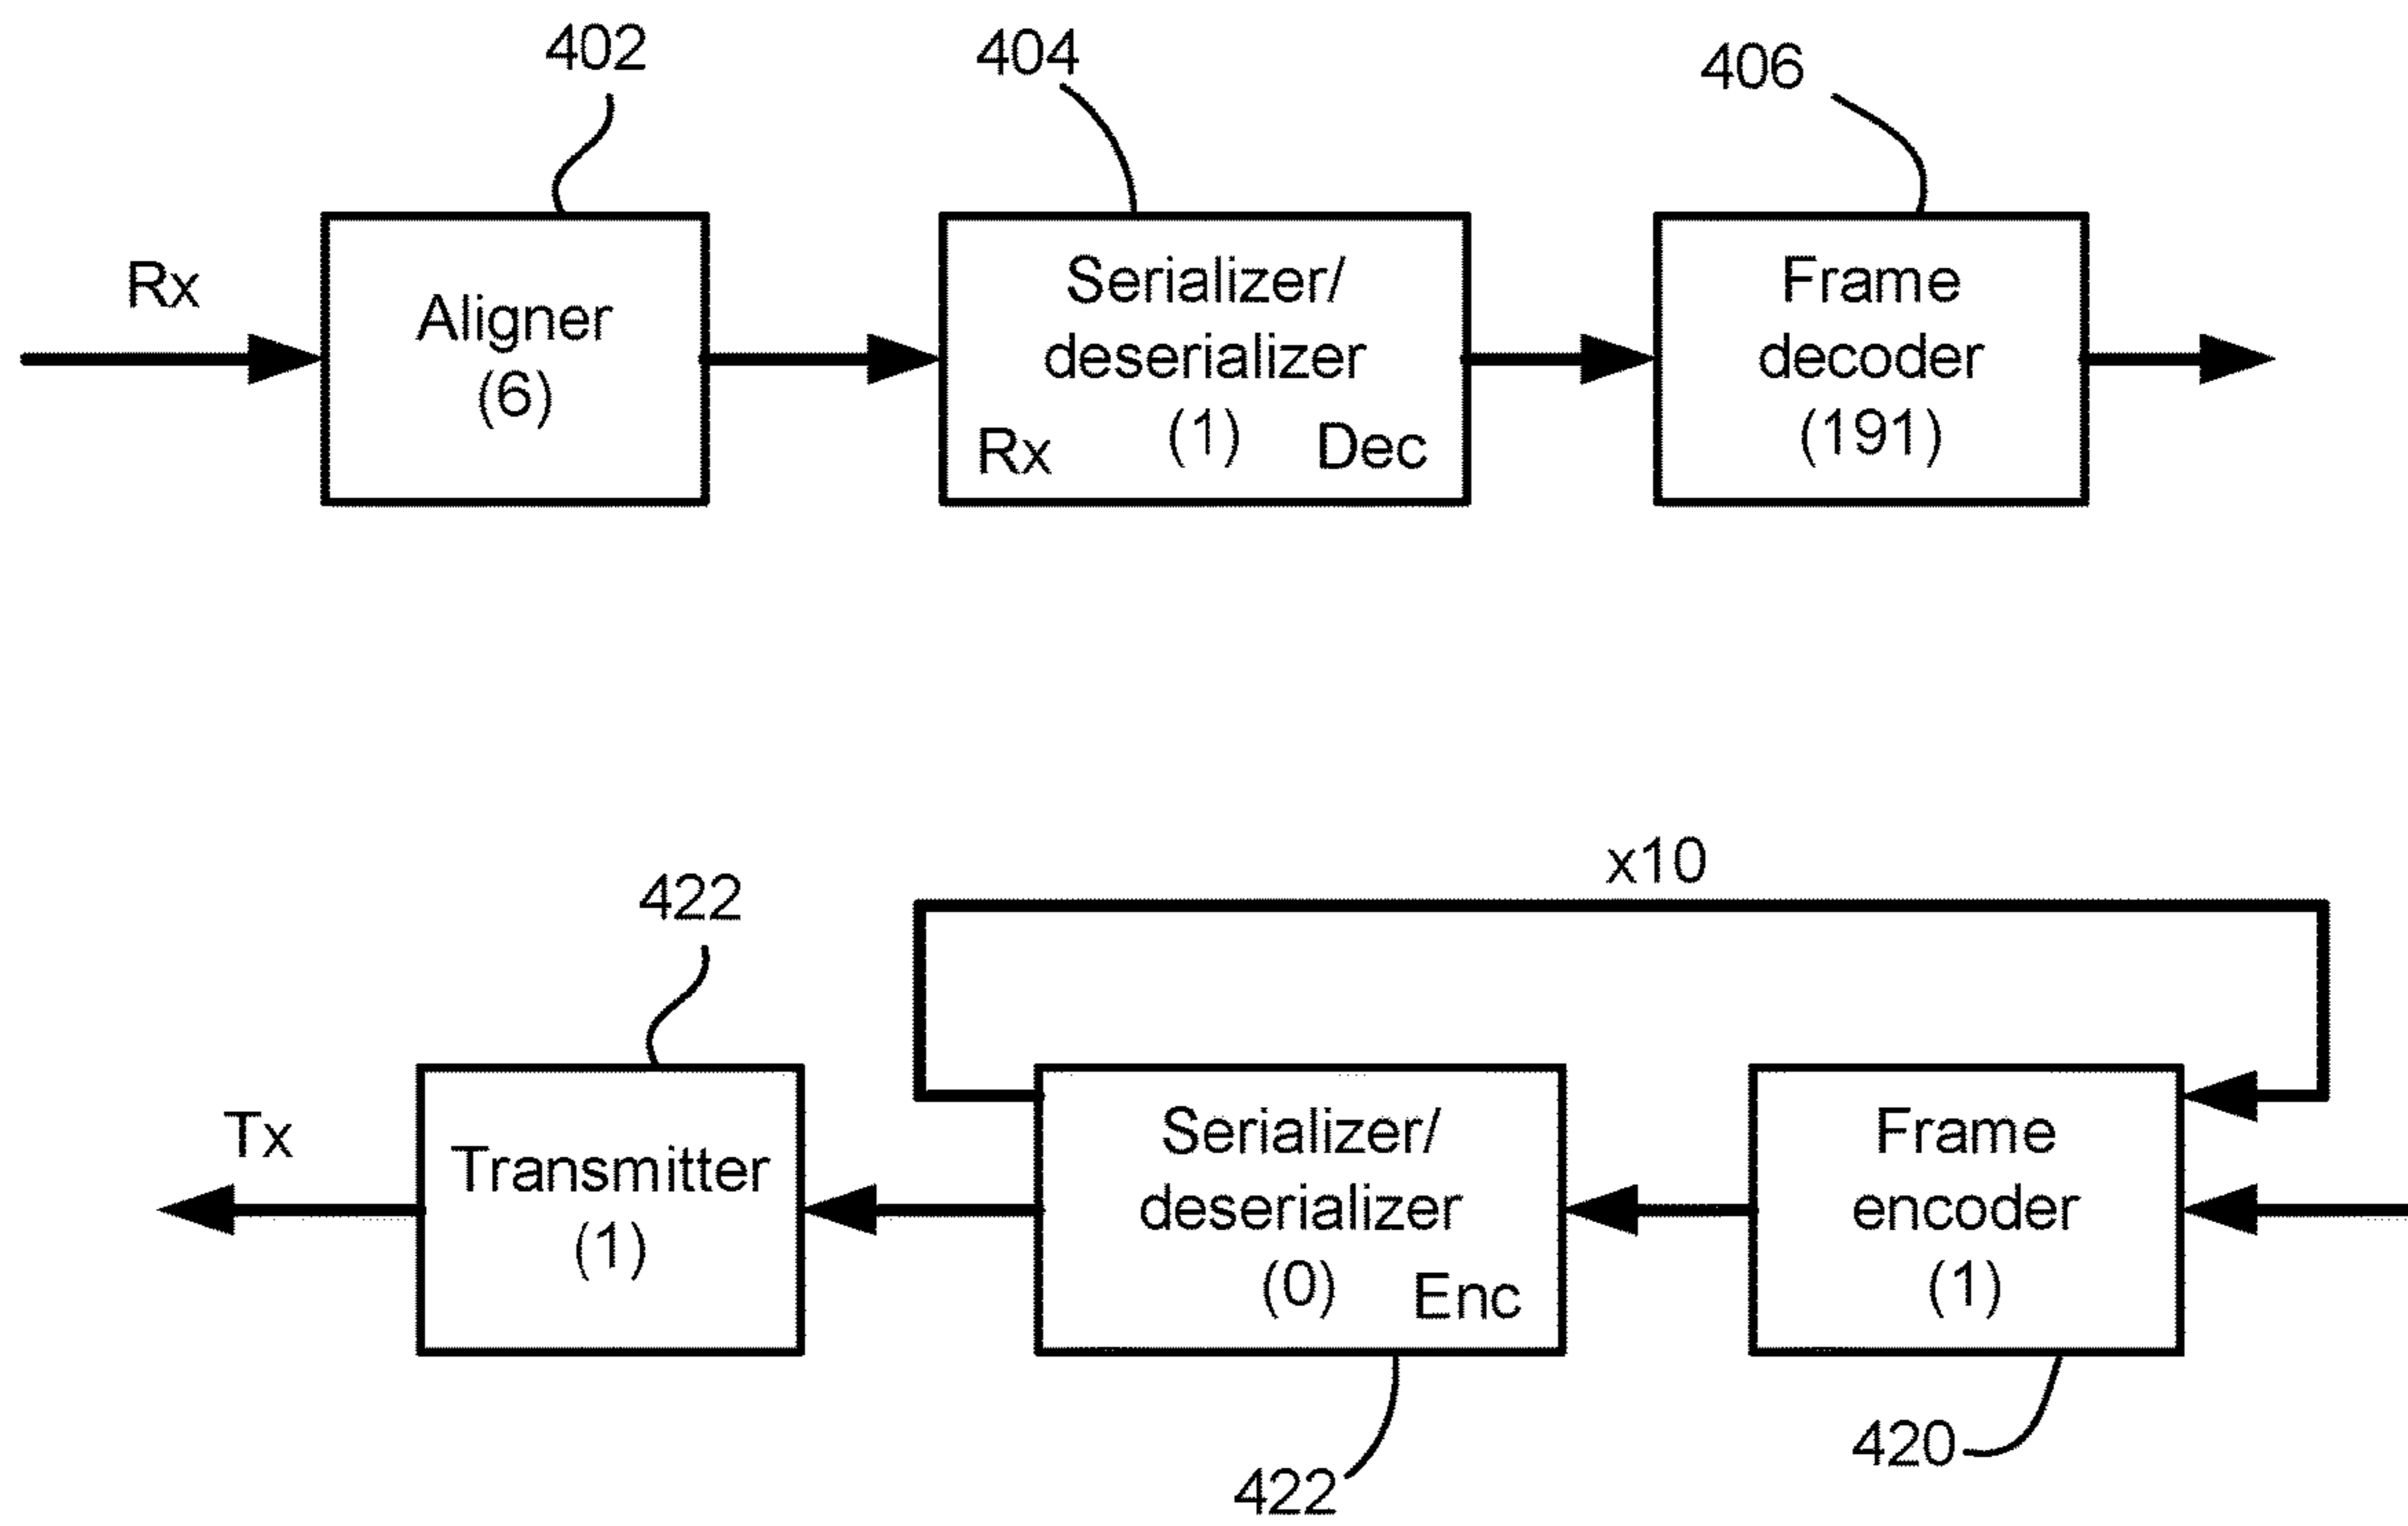 402
404
406
Rx
Aligner
(6)
Serializer/
deserializer
(1)
Rx
Dec
Frame
decoder
(191)
x10
422
Tx
Transmitter
(1)
Serializer/
deserializer
(0)
Enc
Frame
encoder
(1)
422
420